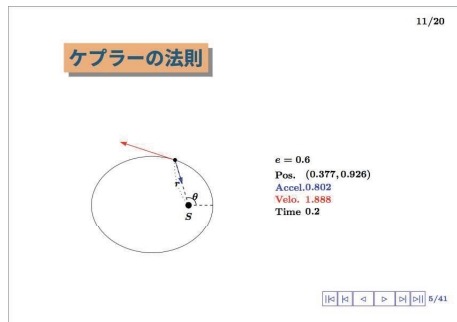 11/20
ケプラーの法則
e = 0.6
Pos. (0.377, 0.926)
Accel.0.802
Velo. 1.888
Time 0.2
r
θ
S
5/41